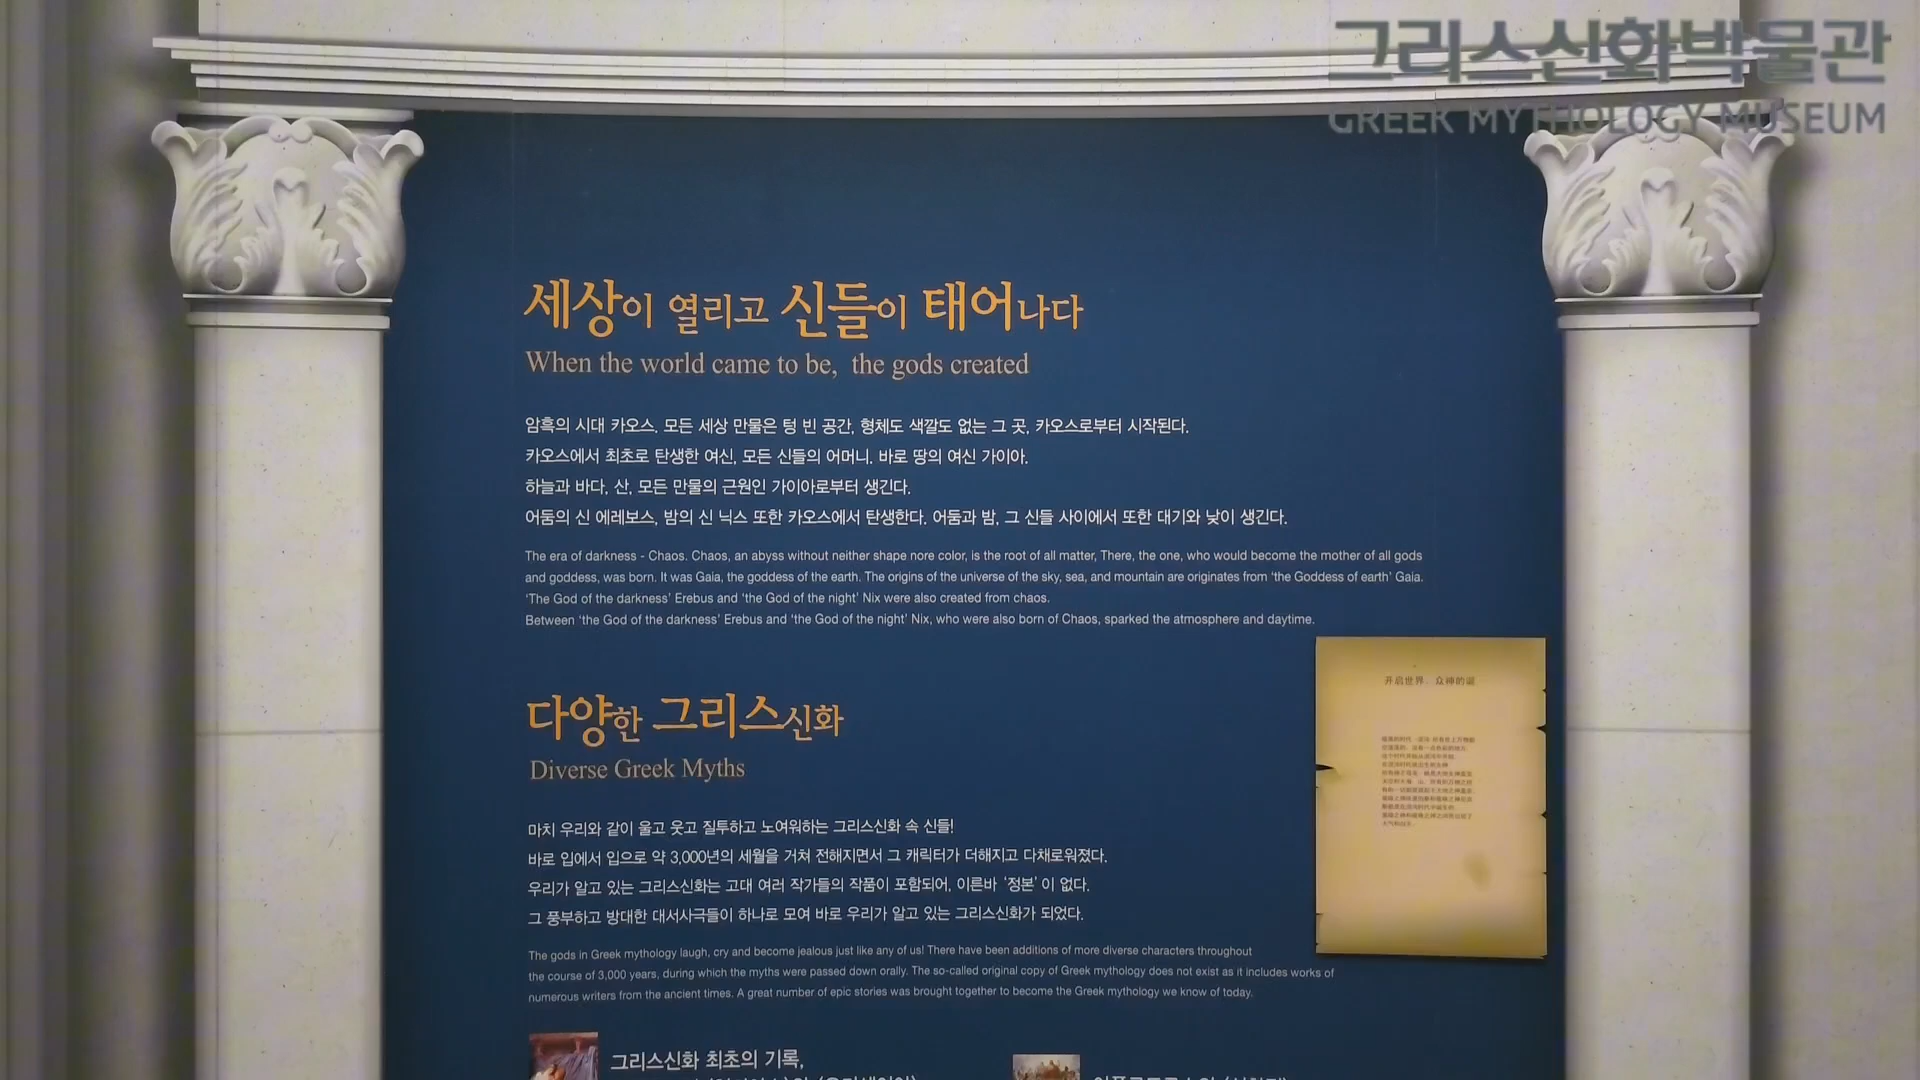 그리스신화박물관
GREEK MYTHOLOGY MUSEUM
세상이 열리고 신들이 태어나다
When the world came to be, the gods created
암흑의 시대 카오스. 모든 세상 만물은 텅 빈 공간, 형체도 색깔도 없는 그 곳, 카오스로부터 시작된다.
카오스에서 최초로 탄생한 여신, 모든 신들의 어머니. 바로 땅의 여신 가이아.
하늘과 바다, 산, 모든 만물의 근원인 가이아로부터 생긴다.
어둠의 신 에레보스, 밤의 신 닉스 또한 카오스에서 탄생한다. 어둠과 밤, 그 신들 사이에서 또한 대기와 낮이 생긴다.
The era of darkness - Chaos. Chaos, an abyss without neither shape nore color, is the root of all matter, There, the one, who would become the mother of all gods
and goddess, was born. It was Gaia, the goddess of the earth. The origins of the universe of the sky, sea, and mountain are originates from ‘the Goddess of earth’ Gaia.
‘The God of the darkness’ Erebus and ‘the God of the night’ Nix were also created from chaos.
Between ‘the God of the darkness’ Erebus and ‘the God of the night’ Nix, who were also born of Chaos, sparked the atmosphere and daytime.
开启世界，众神的诞
다양한 그리스신화
Diverse Greek Myths
마치 우리와 같이 울고 웃고 질투하고 노여워하는 그리스신화 속 신들!
바로 입에서 입으로 약 3,000년의 세월을 거쳐 전해지면서 그 캐릭터가 더해지고 다채로워졌다.
우리가 알고 있는 그리스신화는 고대 여러 작가들의 작품이 포함되어, 이른바 ‘정본’이 없다.
그 풍부하고 방대한 대서사극들이 하나로 모여 바로 우리가 알고 있는 그리스신화가 되었다.
The gods in Greek mythology laugh, cry and become jealous just like any of us! There have been additions of more diverse characters throughout
the course of 3,000 years, during which the myths were passed down orally. The so-called original copy of Greek mythology does not exist as it includes works of
numerous writers from the ancient times. A great number of epic stories was brought together to become the Greek mythology we know of today.
그리스신화 최초의 기록,